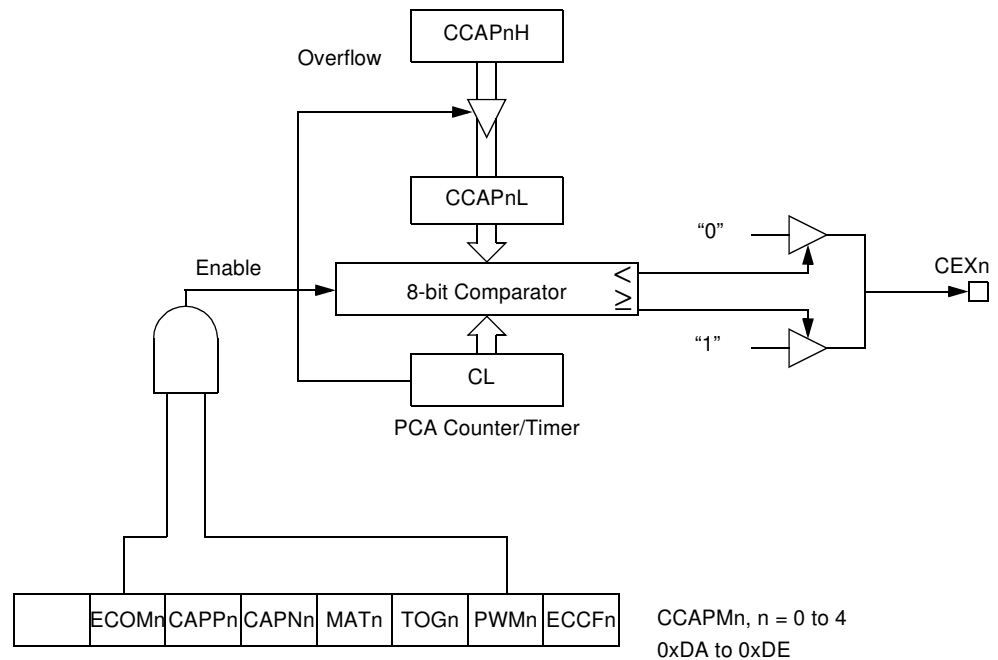 CCAPnH
Overflow
CCAPnL
“0”
Enable
<
CEXn
8-bit Comparator
≥
“1”
CL
PCA Counter/Timer
ECOMn CAPPn CAPNn MATn TOGn PWMn ECCFn
CCAPMn, n = 0 to 4
0xDA to 0xDE